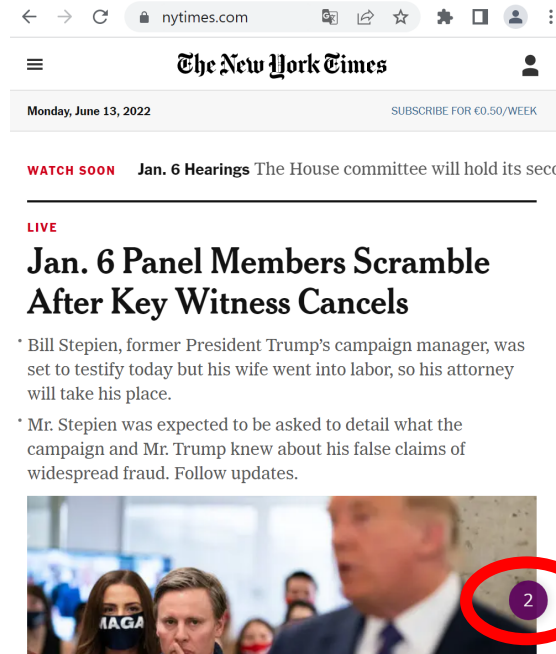 nytimes.com
The New York Times
Monday, June 13, 2022 SUBSCRIBE FOR €0.50/WEEK
WATCH SOON Jan. 6 Hearings The House committee will hold its seco
LIVE
Jan. 6 Panel Members Scramble
After Key Witness Cancels
• Bill Stepien, former President Trump’s campaign manager, was
set to testify today but his wife went into labor, so his attorney
will take his place.
• Mr. Stepien was expected to be asked to detail what the
campaign and Mr. Trump knew about his false claims of
widespread fraud. Follow updates.
MAGA
2